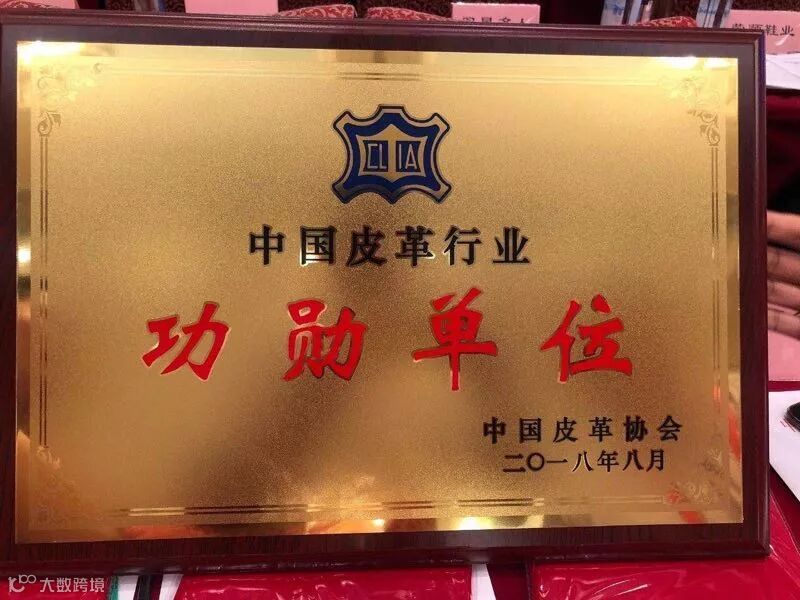 CLIA
中国皮革行业
功勋单位
中国皮革协会
二〇一八年八月
大数跨境